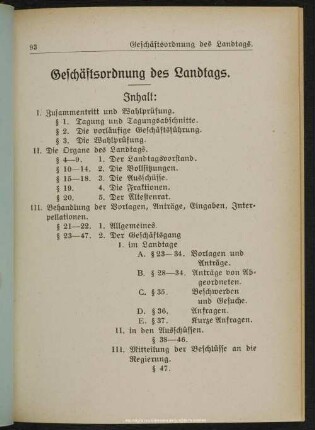 93 Geschäftsordnung des Landtags.
Geschäftsordnung des Landtags.
Inhalt:
I. Zusammentritt und Wahlprüfung.
§ 1. Tagung und Tagungsabschnitte.
§ 2. Die vorläufige Geschäftsführung.
§ 3. Die Wahlprüfung.
II. Die Organe des Landtags.
§ 4—9. 1. Der Landtagsvorstand.
§ 10—14. 2. Die Vollsitzungen.
§ 15—18. 3. Die Ausschüsse.
§ 19. 4. Die Fraktionen.
§ 20. 5. Der Ältestenrat.
III. Behandlung der Vorlagen, Anträge, Eingaben, Inter-
pellationen.
§ 21—22. 1. Allgemeines.
§ 23—47. 2. Der Geschäftsgang
I. im Landtage
A. § 23—34. Vorlagen und
Anträge.
B. § 28—34. Anträge von Ab-
geordneten.
C. § 35. Beschwerden
und Gesuche.
D. § 36. Anfragen.
E. § 37. Kurze Anfragen.
II. in den Ausschüssen.
§ 38—46.
III. Mitteilung der Beschlüsse an die
Regierung.
§ 47.